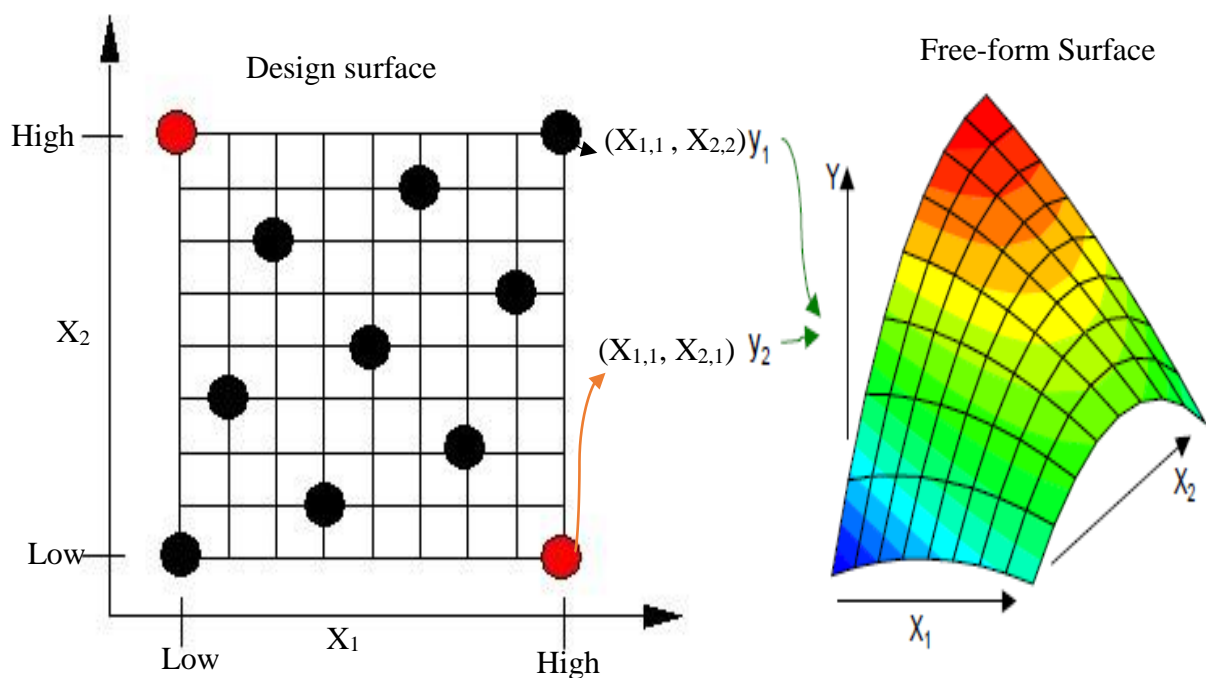 Design surface
Free-form Surface
High
(X1,1 , X2,2) y1
Y
X2
(X1,1, X2,1) y2
X2
Low
X1
X1
Low
High